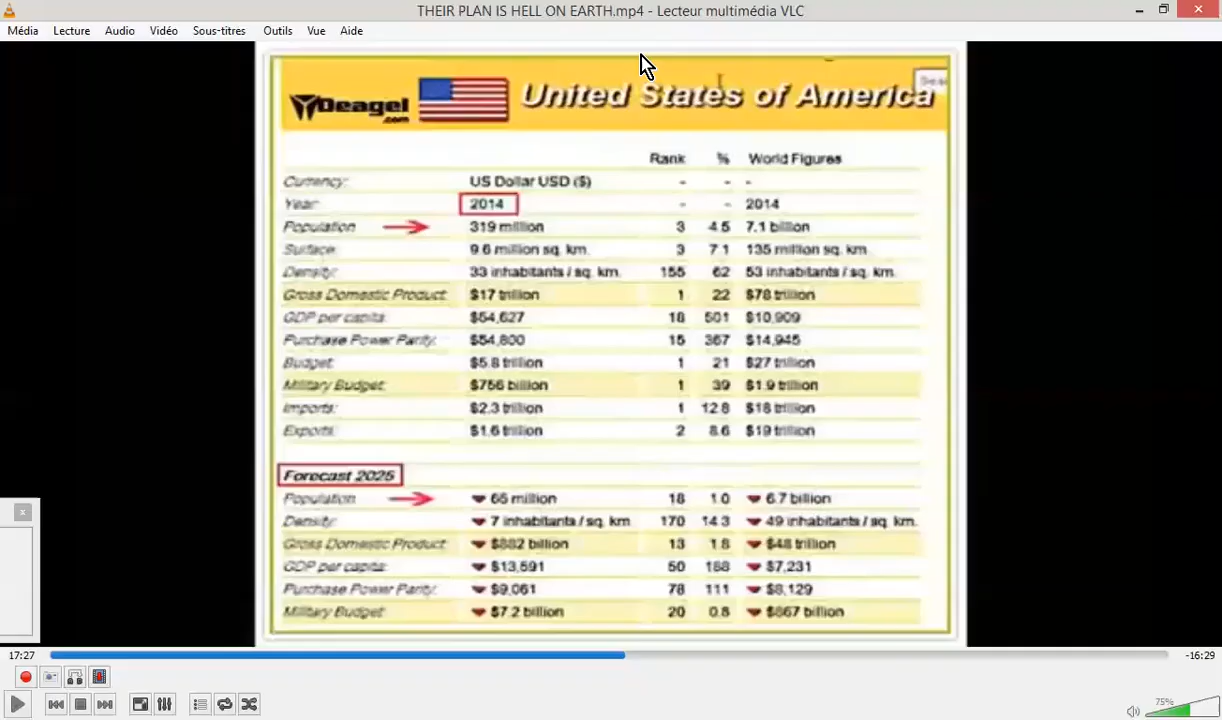 THEIR PLAN IS HELL ON EARTH.mp4 - Lecteur multimédia VLC
Média Lecture Audio Vidéo Sous-titres Outils Vue Aide
Deagel .com United States of America
Rank % World Figures
Currency: US Dollar USD ($) - - -
Year: 2014 - - 2014
Population 319 million 3 4.5 7.1 billion
Surface: 9.6 million sq. km. 3 7.1 135 million sq. km.
Density: 33 inhabitants / sq. km. 155 62 53 inhabitants / sq. km.
Gross Domestic Product: $17 trillion 1 22 $78 trillion
GDP per capita: $54,627 18 501 $10,909
Purchase Power Parity: $54,800 15 367 $14,945
Budget: $5.8 trillion 1 21 $27 trillion
Military Budget: $756 billion 1 39 $1.9 trillion
Imports: $2.3 trillion 1 12.8 $18 trillion
Exports: $1.6 trillion 2 8.6 $19 trillion
Forecast 2025
Population 65 million 18 1.0 6.7 billion
Density: 7 inhabitants / sq. km. 170 14.3 49 inhabitants / sq. km.
Gross Domestic Product: $882 billion 13 1.8 $48 trillion
GDP per capita: $13,591 50 188 $7,231
Purchase Power Parity: $9,061 78 111 $8,129
Military Budget: $7.2 billion 20 0.8 $867 billion
17:27 -16:29
75%